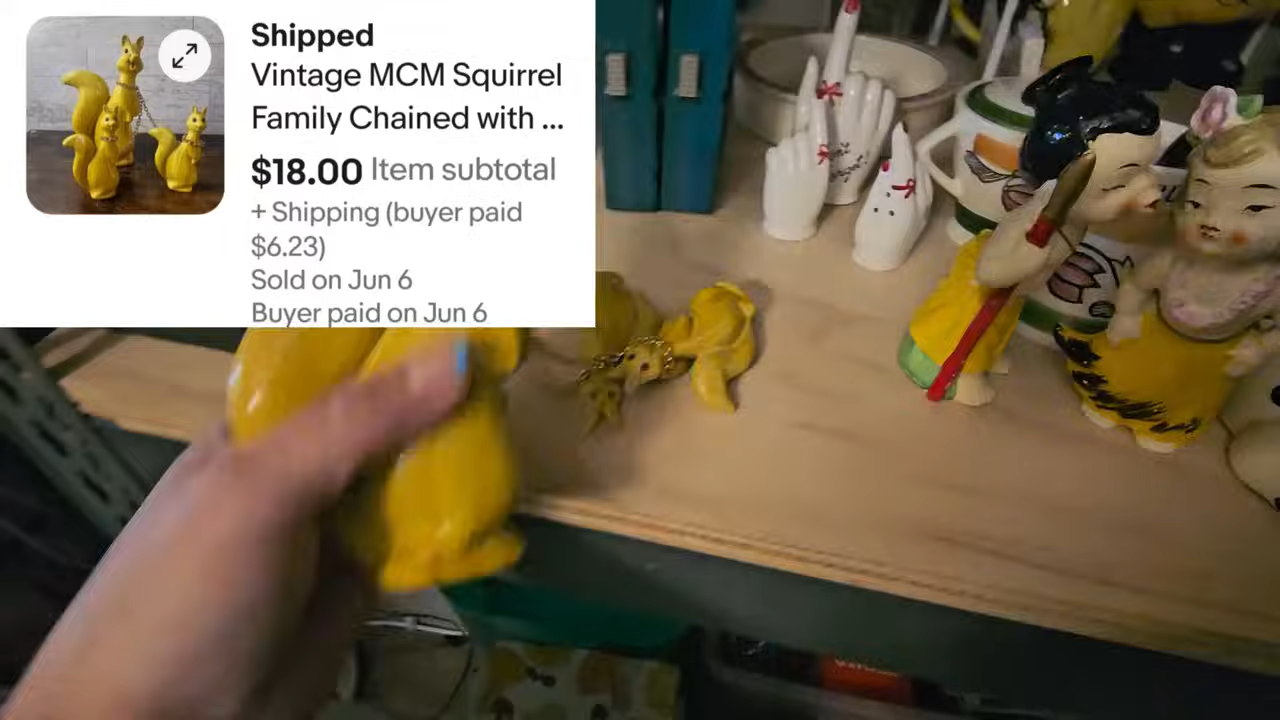 Shipped
Vintage MCM Squirrel
Family Chained with ...
$18.00 Item subtotal
+ Shipping (buyer paid
$6.23)
Sold on Jun 6
Buyer paid on Jun 6